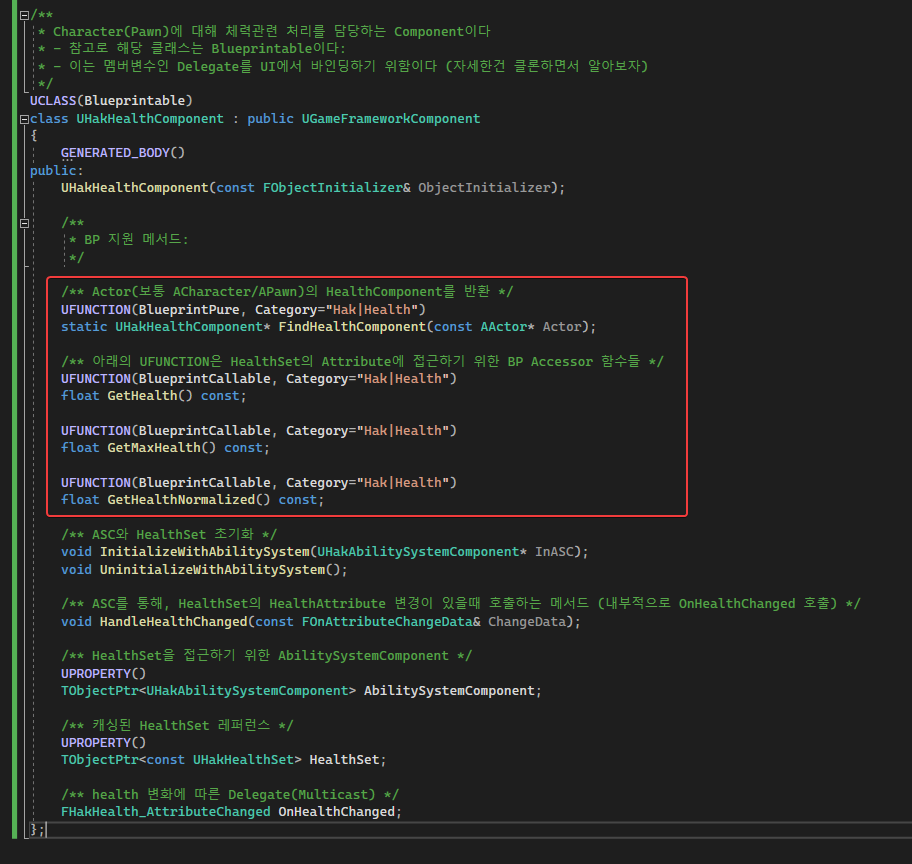 /**
* Character(Pawn)에 대해 체력관련 처리를 담당하는 Component이다
* - 참고로 해당 클래스는 Blueprintable이다:
* - 이는 멤버변수인 Delegate를 UI에서 바인딩하기 위함이다 (자세한건 클론하면서 알아보자)
*/
UCLASS(Blueprintable)
class UHakHealthComponent : public UGameFrameworkComponent
{
GENERATED_BODY()
public:
UHakHealthComponent(const FObjectInitializer& ObjectInitializer);
/**
* BP 지원 메서드:
*/
/** Actor(보통 ACharacter/APawn)의 HealthComponent를 반환 */
UFUNCTION(BlueprintPure, Category="Hak|Health")
static UHakHealthComponent* FindHealthComponent(const AActor* Actor);
/** 아래의 UFUNCTION은 HealthSet의 Attribute에 접근하기 위한 BP Accessor 함수들 */
UFUNCTION(BlueprintCallable, Category="Hak|Health")
float GetHealth() const;
UFUNCTION(BlueprintCallable, Category="Hak|Health")
float GetMaxHealth() const;
UFUNCTION(BlueprintCallable, Category="Hak|Health")
float GetHealthNormalized() const;
/** ASC와 HealthSet 초기화 */
void InitializeWithAbilitySystem(UHakAbilitySystemComponent* InASC);
void UninitializeWithAbilitySystem();
/** ASC를 통해, HealthSet의 HealthAttribute 변경이 있을때 호출하는 메서드 (내부적으로 OnHealthChanged 호출) */
void HandleHealthChanged(const FOnAttributeChangeData& ChangeData);
/** HealthSet을 접근하기 위한 AbilitySystemComponent */
UPROPERTY()
TObjectPtr<UHakAbilitySystemComponent> AbilitySystemComponent;
/** 캐싱된 HealthSet 레퍼런스 */
UPROPERTY()
TObjectPtr<const UHakHealthSet> HealthSet;
/** health 변화에 따른 Delegate(Multicast) */
FHakHealth_AttributeChanged OnHealthChanged;
};